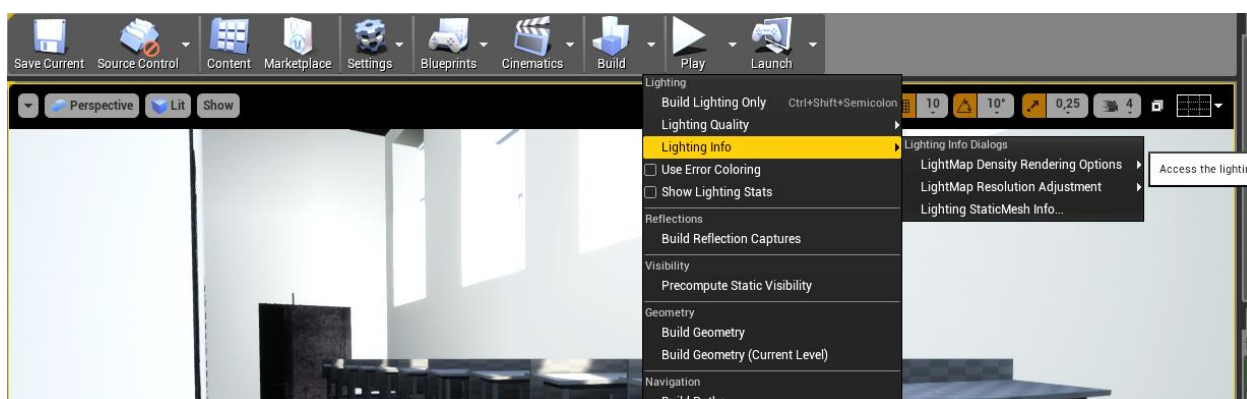 Save Current Source Control Content Marketplace Settings Blueprints Cinematics Build Play Launch
Perspective Lit Show
10 10° 0,25 4
Lighting
Build Lighting Only Ctrl+Shift+Semicolon
Lighting Quality
Lighting Info
Use Error Coloring
Show Lighting Stats
Reflections
Build Reflection Captures
Visibility
Precompute Static Visibility
Geometry
Build Geometry
Build Geometry (Current Level)
Navigation
Lighting Info Dialogs
LightMap Density Rendering Options
LightMap Resolution Adjustment
Lighting StaticMesh Info...
Access the